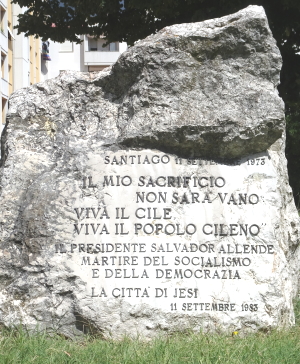 SANTIAGO 11 SETTEMBRE 1973
IL MIO SACRIFICIO
NON SARA VANO
VIVA IL CILE
VIVA IL POPOLO CILENO
IL PRESIDENTE SALVADOR ALLENDE
MARTIRE DEL SOCIALISMO
E DELLA DEMOCRAZIA
LA CITTÀ DI JESI
11 SETTEMBRE 1983